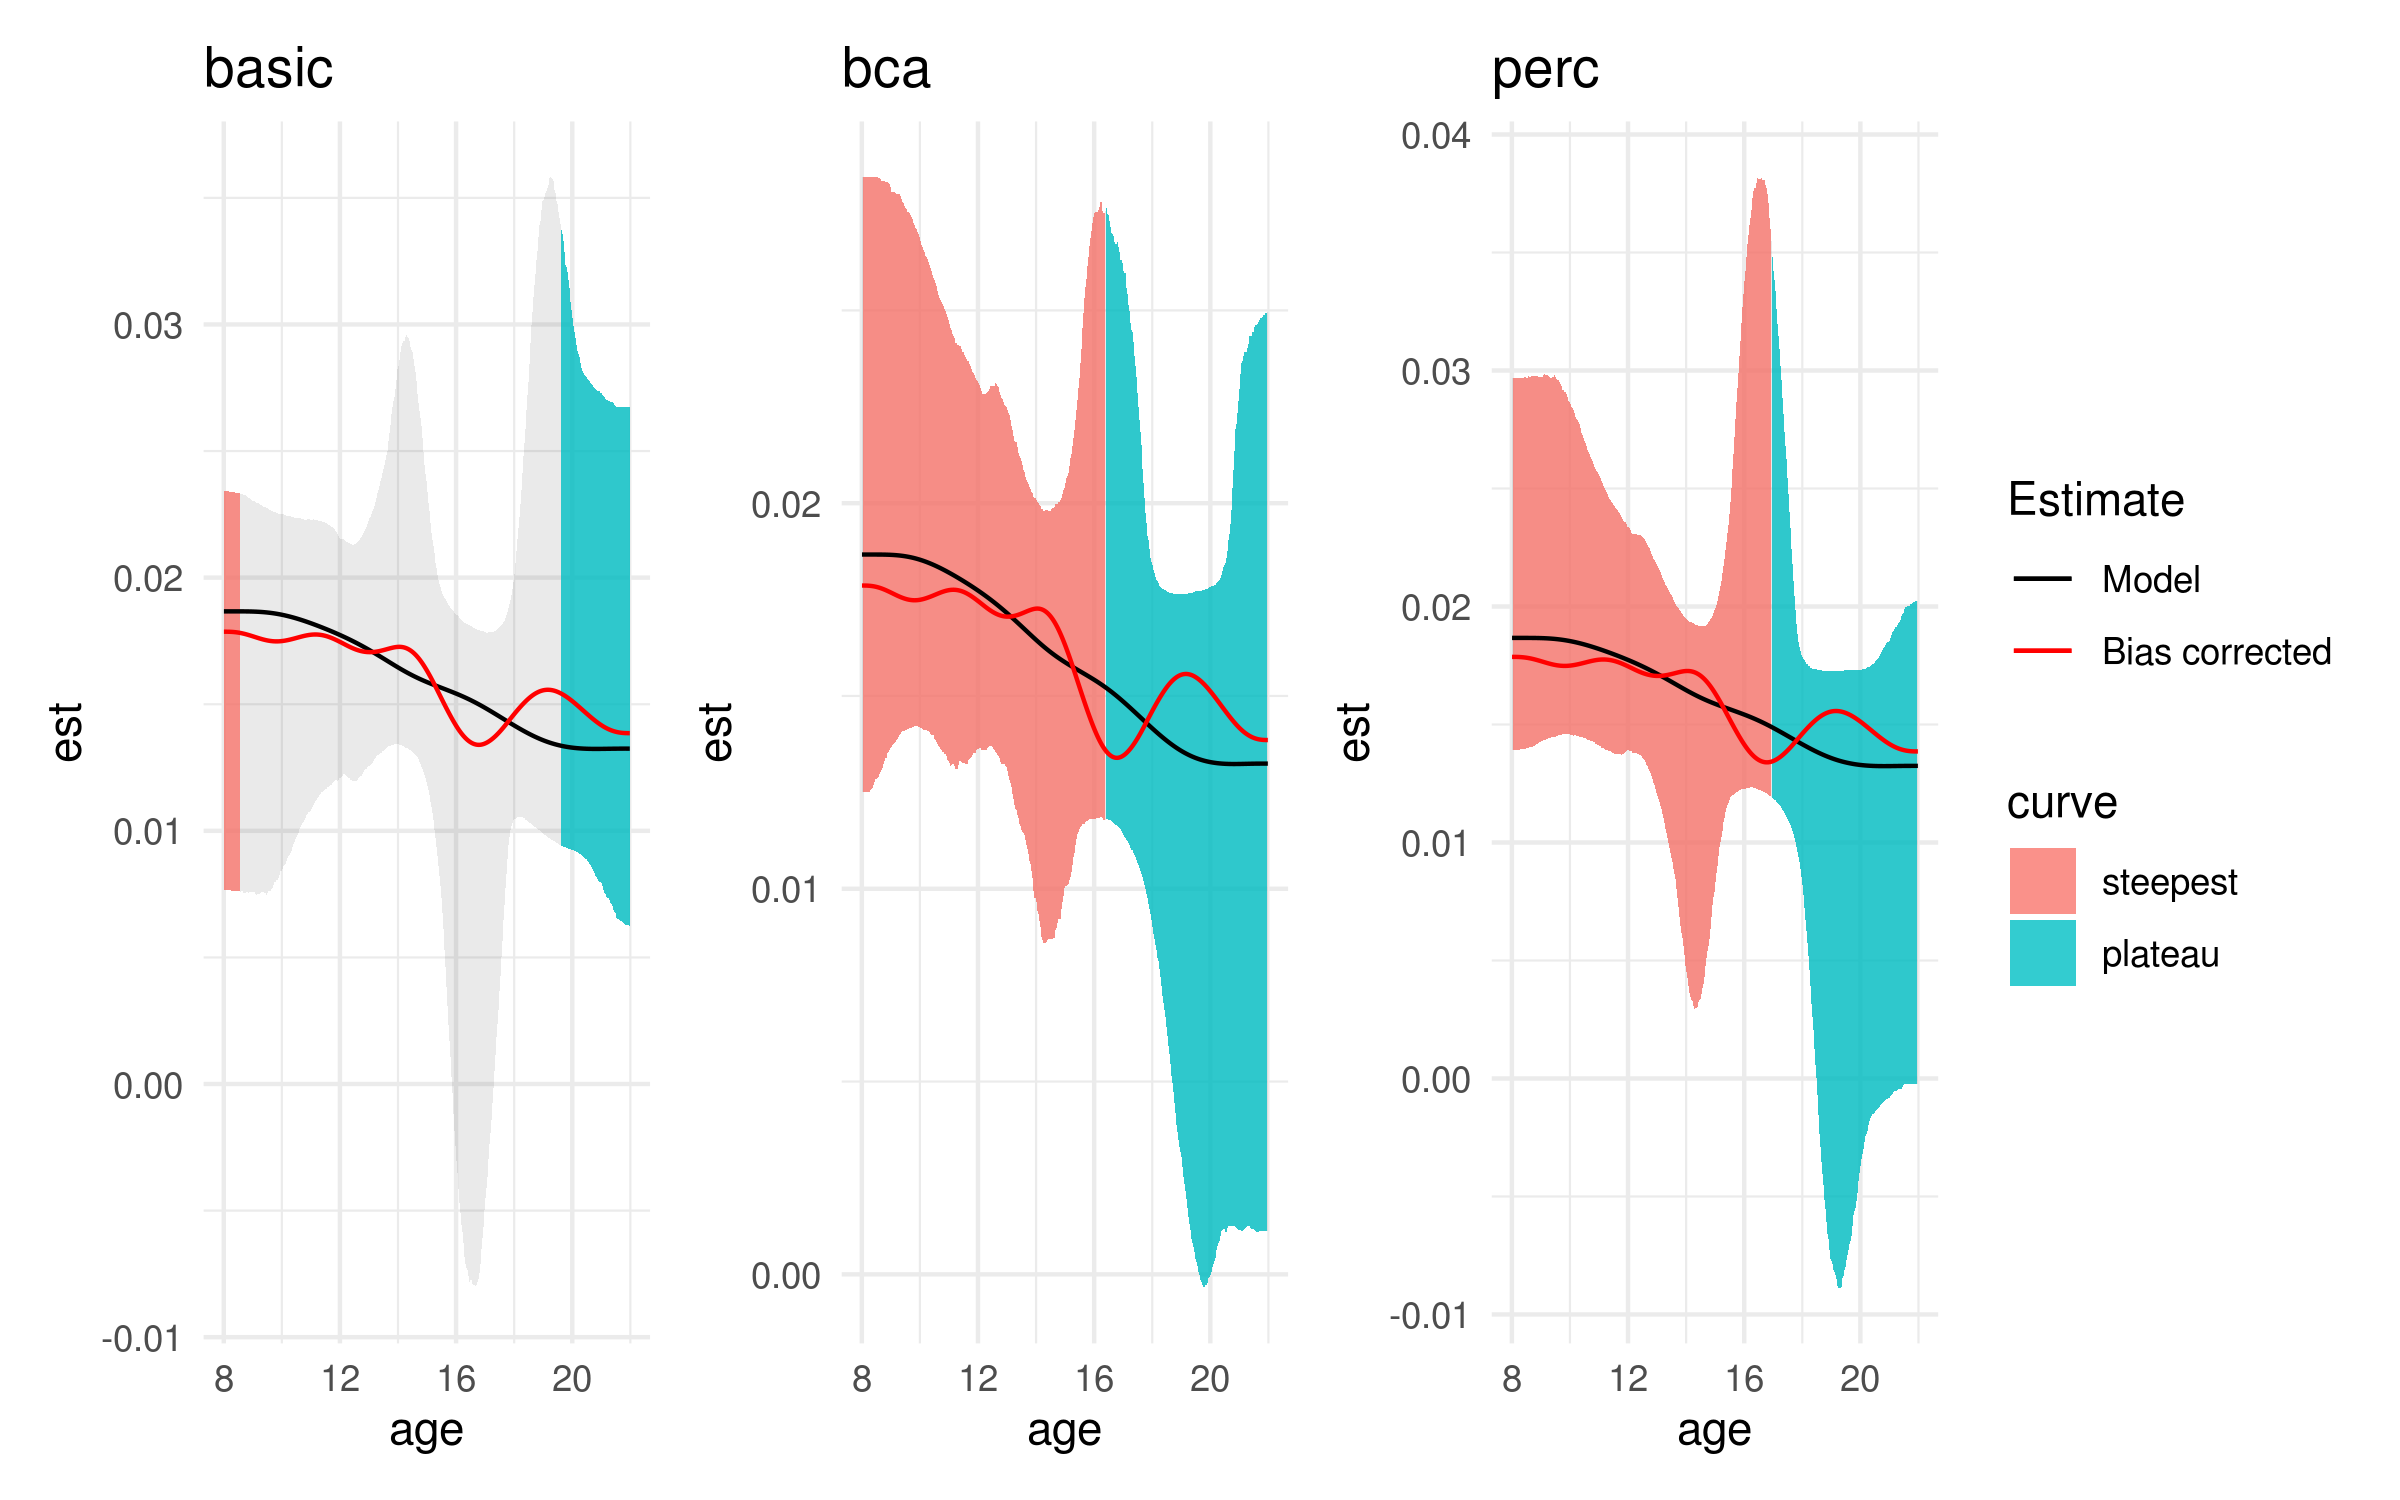 basic
bca
perc
est
0.03
0.02
0.01
0.00
-0.01
8 12 16 20
age
est
0.02
0.01
0.00
8 12 16 20
age
est
0.04
0.03
0.02
0.01
0.00
-0.01
8 12 16 20
age
Estimate
Model
Bias corrected
curve
steepest
plateau